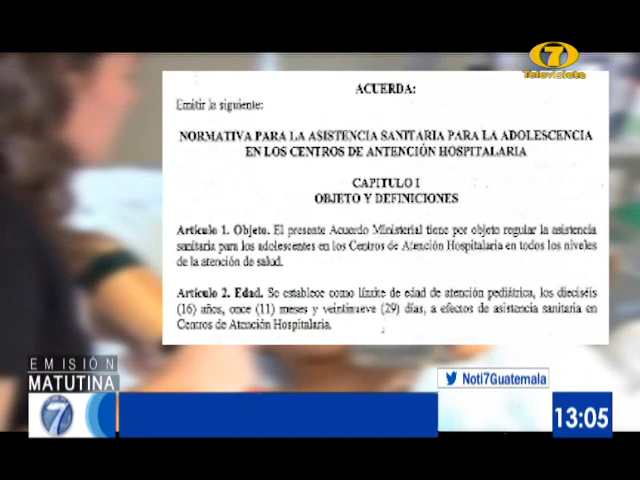 7
Televisiete
ACUERDA:
Emitir la siguiente:
NORMATIVA PARA LA ASISTENCIA SANITARIA PARA LA ADOLESCENCIA
EN LOS CENTROS DE ANTENCIÓN HOSPITALARIA
CAPITULO I
OBJETO Y DEFINICIONES
Artículo 1. Objeto. El presente Acuerdo Ministerial tiene por objeto regular la asistencia
sanitaria para los adolescentes en los Centros de Atención Hospitalaria en todos los niveles
de la atención de salud.
Artículo 2. Edad. Se establece como límite de edad de atención pediátrica, los dieciséis
(16) años, once (11) meses y veintinueve (29) días, a efectos de asistencia sanitaria en
Centros de Atención Hospitalaria.
EMISIÓN
MATUTINA
7
Noti7Guatemala
13:05